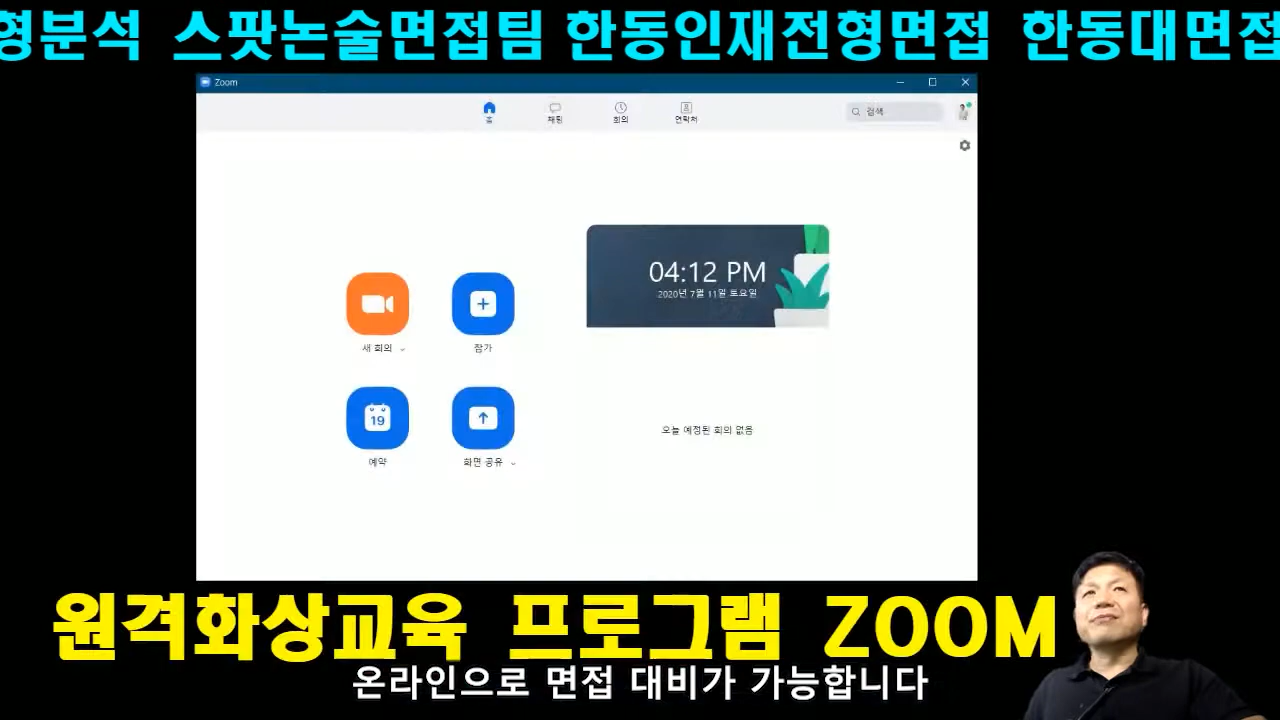 형분석 스팟논술면접팀 한동인재전형면접 한동대면접
Zoom
홈 채팅 회의 연락처 검색
04:12 PM
2020년 7월 11일 토요일
새 회의 참가
19
예약 화면 공유
오늘 예정된 회의 없음
원격화상교육 프로그램 ZOOM
온라인으로 면접 대비가 가능합니다